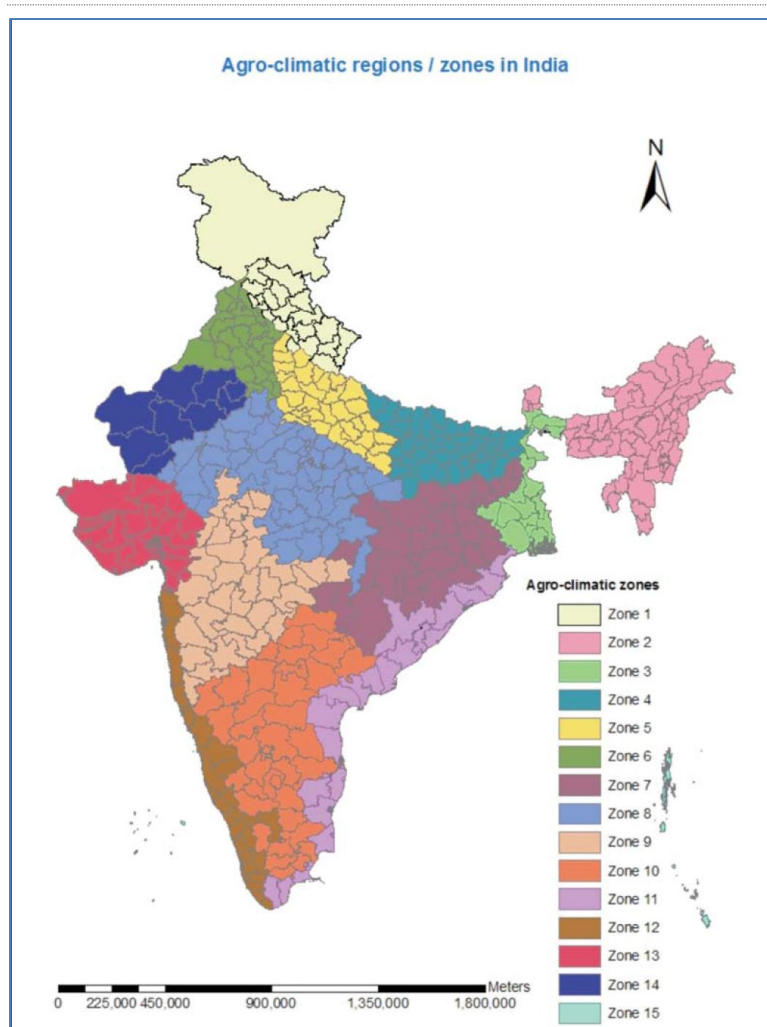 Agro-climatic regions / zones in India
N
Agro-climatic zones
Zone 1
Zone 2
Zone 3
Zone 4
Zone 5
Zone 6
Zone 7
Zone 8
Zone 9
Zone 10
Zone 11
Zone 12
Zone 13
Zone 14
Zone 15
Meters
0 225,000 450,000 900,000 1,350,000 1,800,000